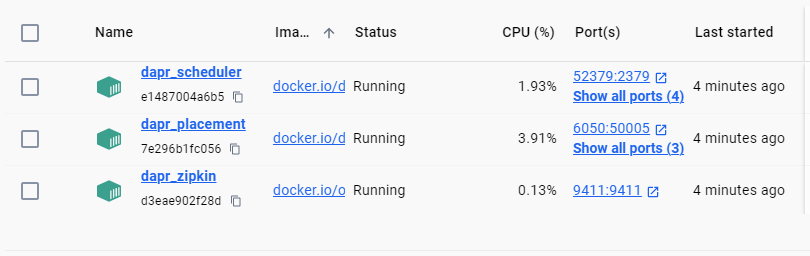 Name Ima... Status CPU (%) Port(s) Last started
dapr_scheduler
e1487004a6b5
docker.io/d Running 1.93% 52379:2379
Show all ports (4)
4 minutes ago
dapr_placement
7e296b1fc056
docker.io/d Running 3.91% 6050:50005
Show all ports (3)
4 minutes ago
dapr_zipkin
d3eae902f28d
docker.io/o Running 0.13% 9411:9411 4 minutes ago